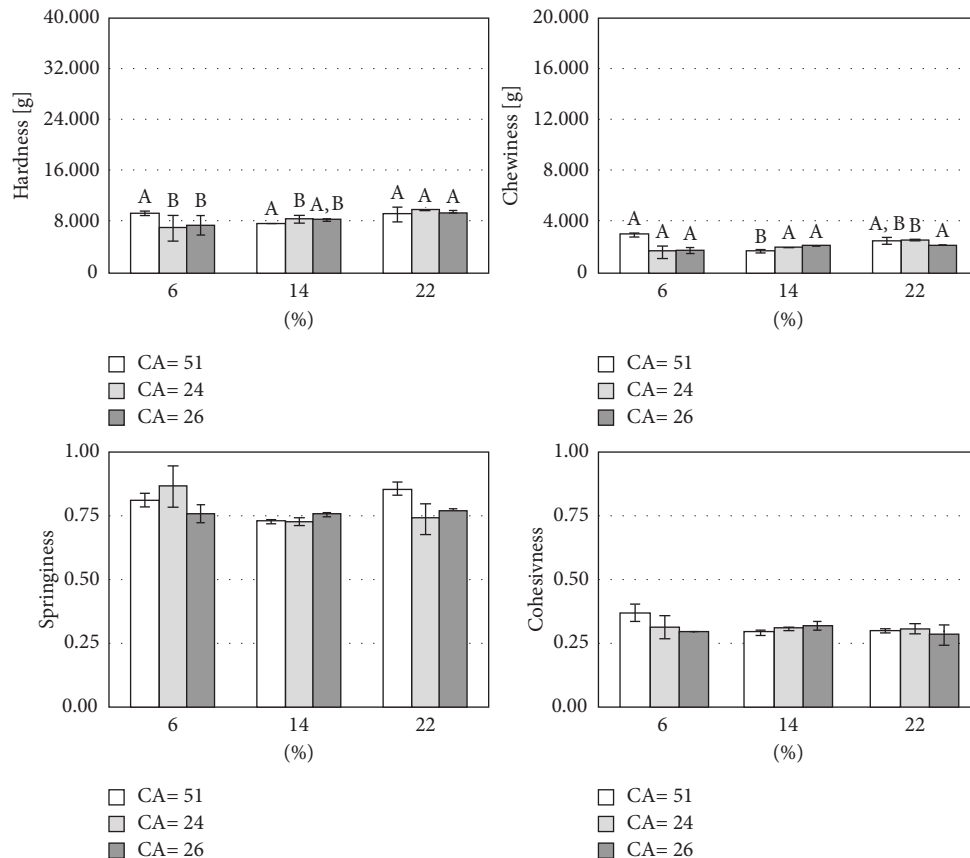 Hardness [g]
40.000
32.000
24.000
16.000
8.000
0
A
B
B
A
B
A, B
A
A
A
6
14
22
(%)
CA= 51
CA= 24
CA= 26
Chewiness [g]
20.000
16.000
12.000
8.000
4.000
0
A
A
A
B
A
A
A, B
B
A
6
14
22
(%)
CA= 51
CA= 24
CA= 26
Springiness
1.00
0.75
0.50
0.25
0.00
6
14
22
(%)
CA= 51
CA= 24
CA= 26
Cohesivness
1.00
0.75
0.50
0.25
0.00
6
14
22
(%)
CA= 51
CA= 24
CA= 26